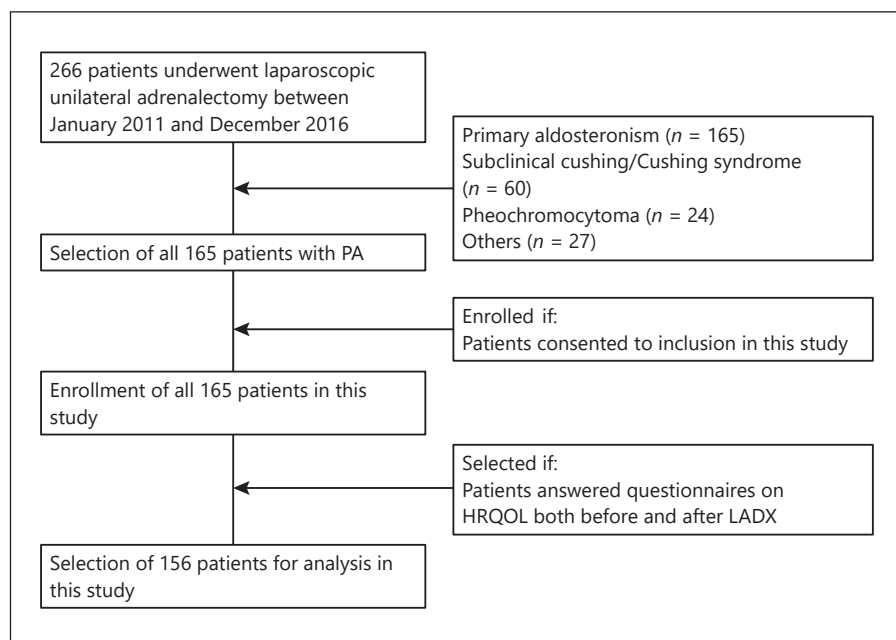 266 patients underwent laparoscopic
unilateral adrenalectomy between
January 2011 and December 2016
Primary aldosteronism (n = 165)
Subclinical cushing/Cushing syndrome
(n = 60)
Pheochromocytoma (n = 24)
Others (n = 27)
Selection of all 165 patients with PA
Enrolled if:
Patients consented to inclusion in this study
Enrollment of all 165 patients in this
study
Selected if:
Patients answered questionnaires on
HRQOL both before and after LADX
Selection of 156 patients for analysis in
this study